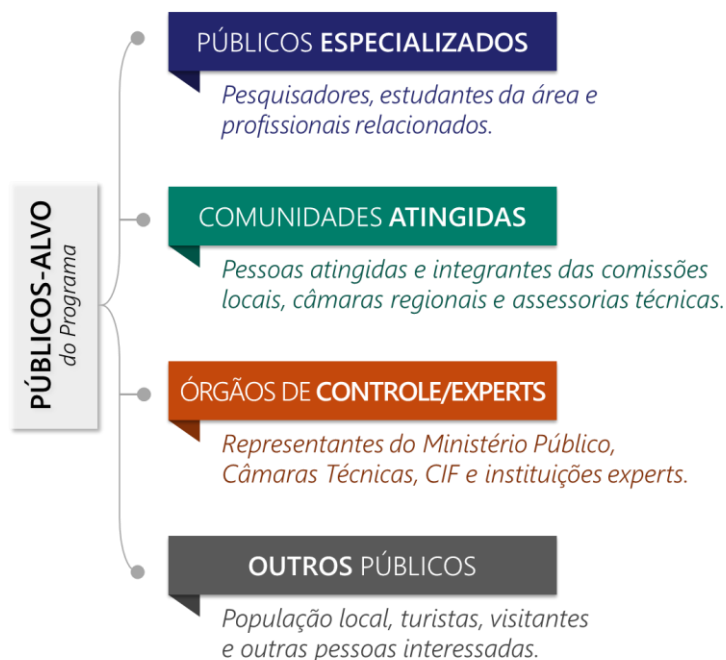 PÚBLICOS-ALVO
do Programa
PÚBLICOS ESPECIALIZADOS
Pesquisadores, estudantes da área e
profissionais relacionados.
COMUNIDADES ATINGIDAS
Pessoas atingidas e integrantes das comissões
locais, câmaras regionais e assessorias técnicas.
ÓRGÃOS DE CONTROLE/EXPERTS
Representantes do Ministério Público,
Câmaras Técnicas, CIF e instituições experts.
OUTROS PÚBLICOS
População local, turistas, visitantes
e outras pessoas interessadas.